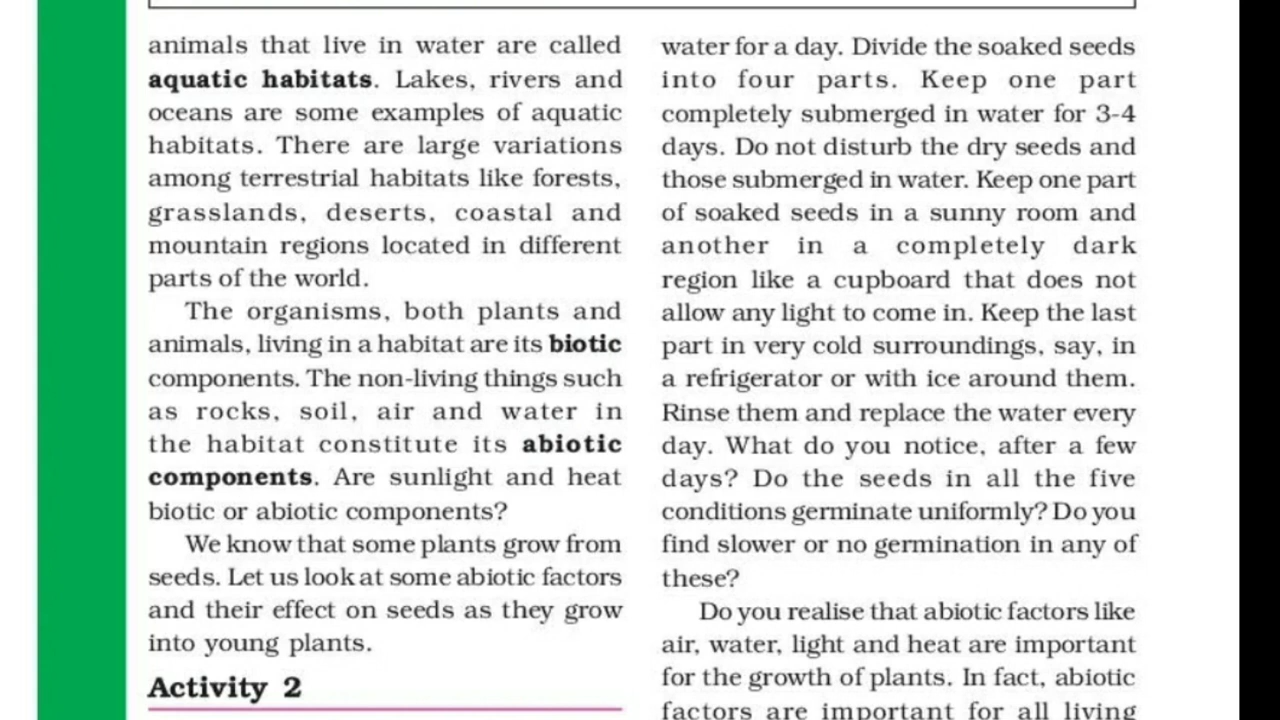 animals that live in water are called
aquatic habitats. Lakes, rivers and
oceans are some examples of aquatic
habitats. There are large variations
among terrestrial habitats like forests,
grasslands, deserts, coastal and
mountain regions located in different
parts of the world.
The organisms, both plants and
animals, living in a habitat are its biotic
components. The non-living things such
as rocks, soil, air and water in
the habitat constitute its abiotic
components. Are sunlight and heat
biotic or abiotic components?
We know that some plants grow from
seeds. Let us look at some abiotic factors
and their effect on seeds as they grow
into young plants.
Activity 2
water for a day. Divide the soaked seeds
into four parts. Keep one part
completely submerged in water for 3-4
days. Do not disturb the dry seeds and
those submerged in water. Keep one part
of soaked seeds in a sunny room and
another in a completely dark
region like a cupboard that does not
allow any light to come in. Keep the last
part in very cold surroundings, say, in
a refrigerator or with ice around them.
Rinse them and replace the water every
day. What do you notice, after a few
days? Do the seeds in all the five
conditions germinate uniformly? Do you
find slower or no germination in any of
these?
Do you realise that abiotic factors like
air, water, light and heat are important
for the growth of plants. In fact, abiotic
factors are important for all living